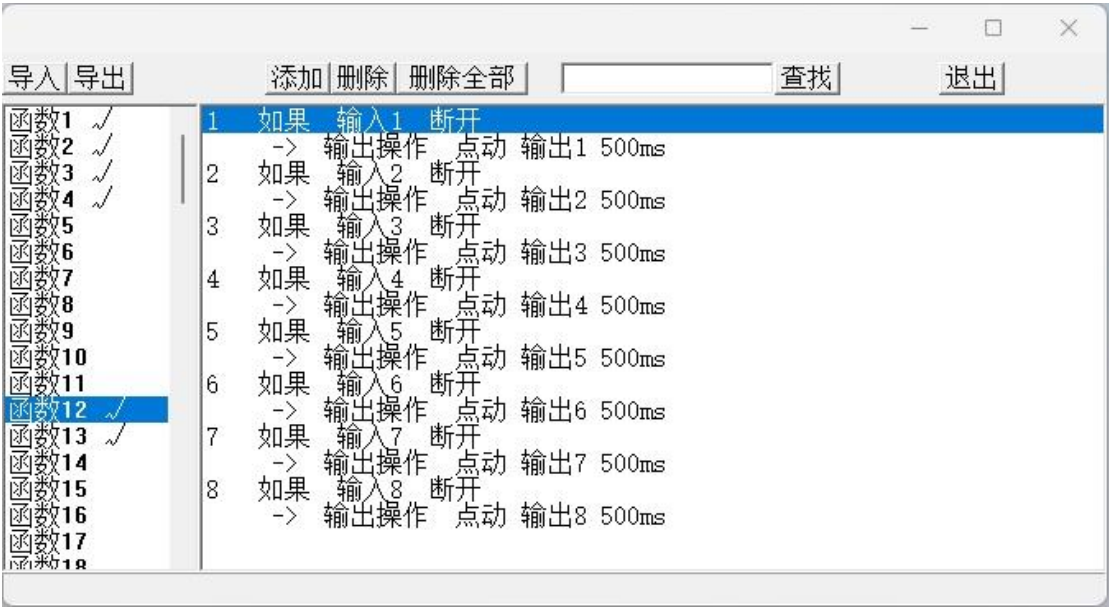 导入 导出 添加 删除 删除全部 查找 退出
函数1 √
函数2 √
函数3 √
函数4 √
函数5
函数6
函数7
函数8
函数9
函数10
函数11
函数12 √
函数13 √
函数14
函数15
函数16
函数17
函数18
1 如果 输入1 断开
-> 输出操作 点动 输出1 500ms
2 如果 输入2 断开
-> 输出操作 点动 输出2 500ms
3 如果 输入3 断开
-> 输出操作 点动 输出3 500ms
4 如果 输入4 断开
-> 输出操作 点动 输出4 500ms
5 如果 输入5 断开
-> 输出操作 点动 输出5 500ms
6 如果 输入6 断开
-> 输出操作 点动 输出6 500ms
7 如果 输入7 断开
-> 输出操作 点动 输出7 500ms
8 如果 输入8 断开
-> 输出操作 点动 输出8 500ms